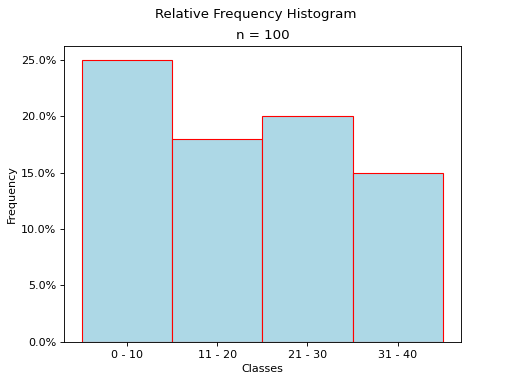 Relative Frequency Histogram
n = 100
25.0%
20.0%
15.0%
10.0%
5.0%
0.0%
Frequency
0 - 10
11 - 20
21 - 30
31 - 40
Classes